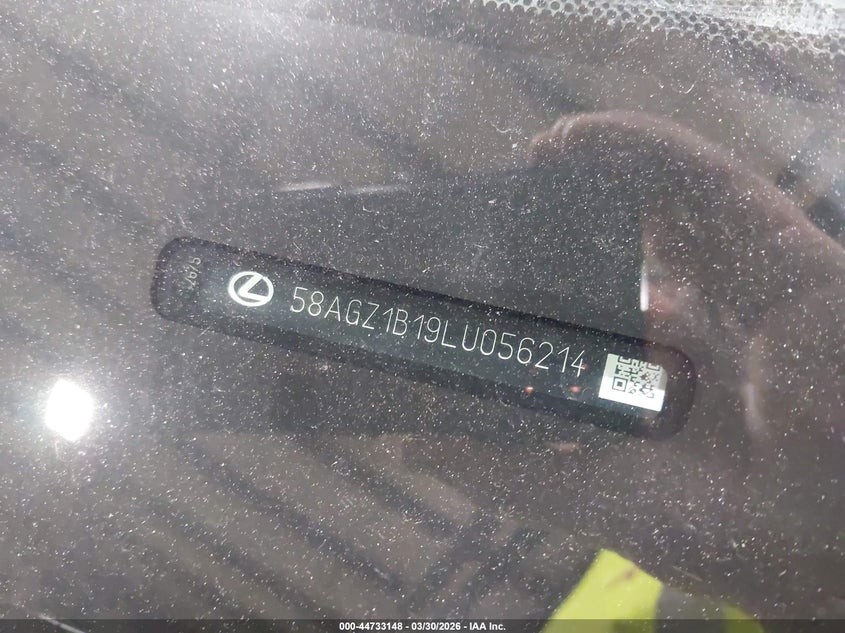 58AGZ1B19LU056214
000-44733148 - 03/30/2026 - IAA Inc.